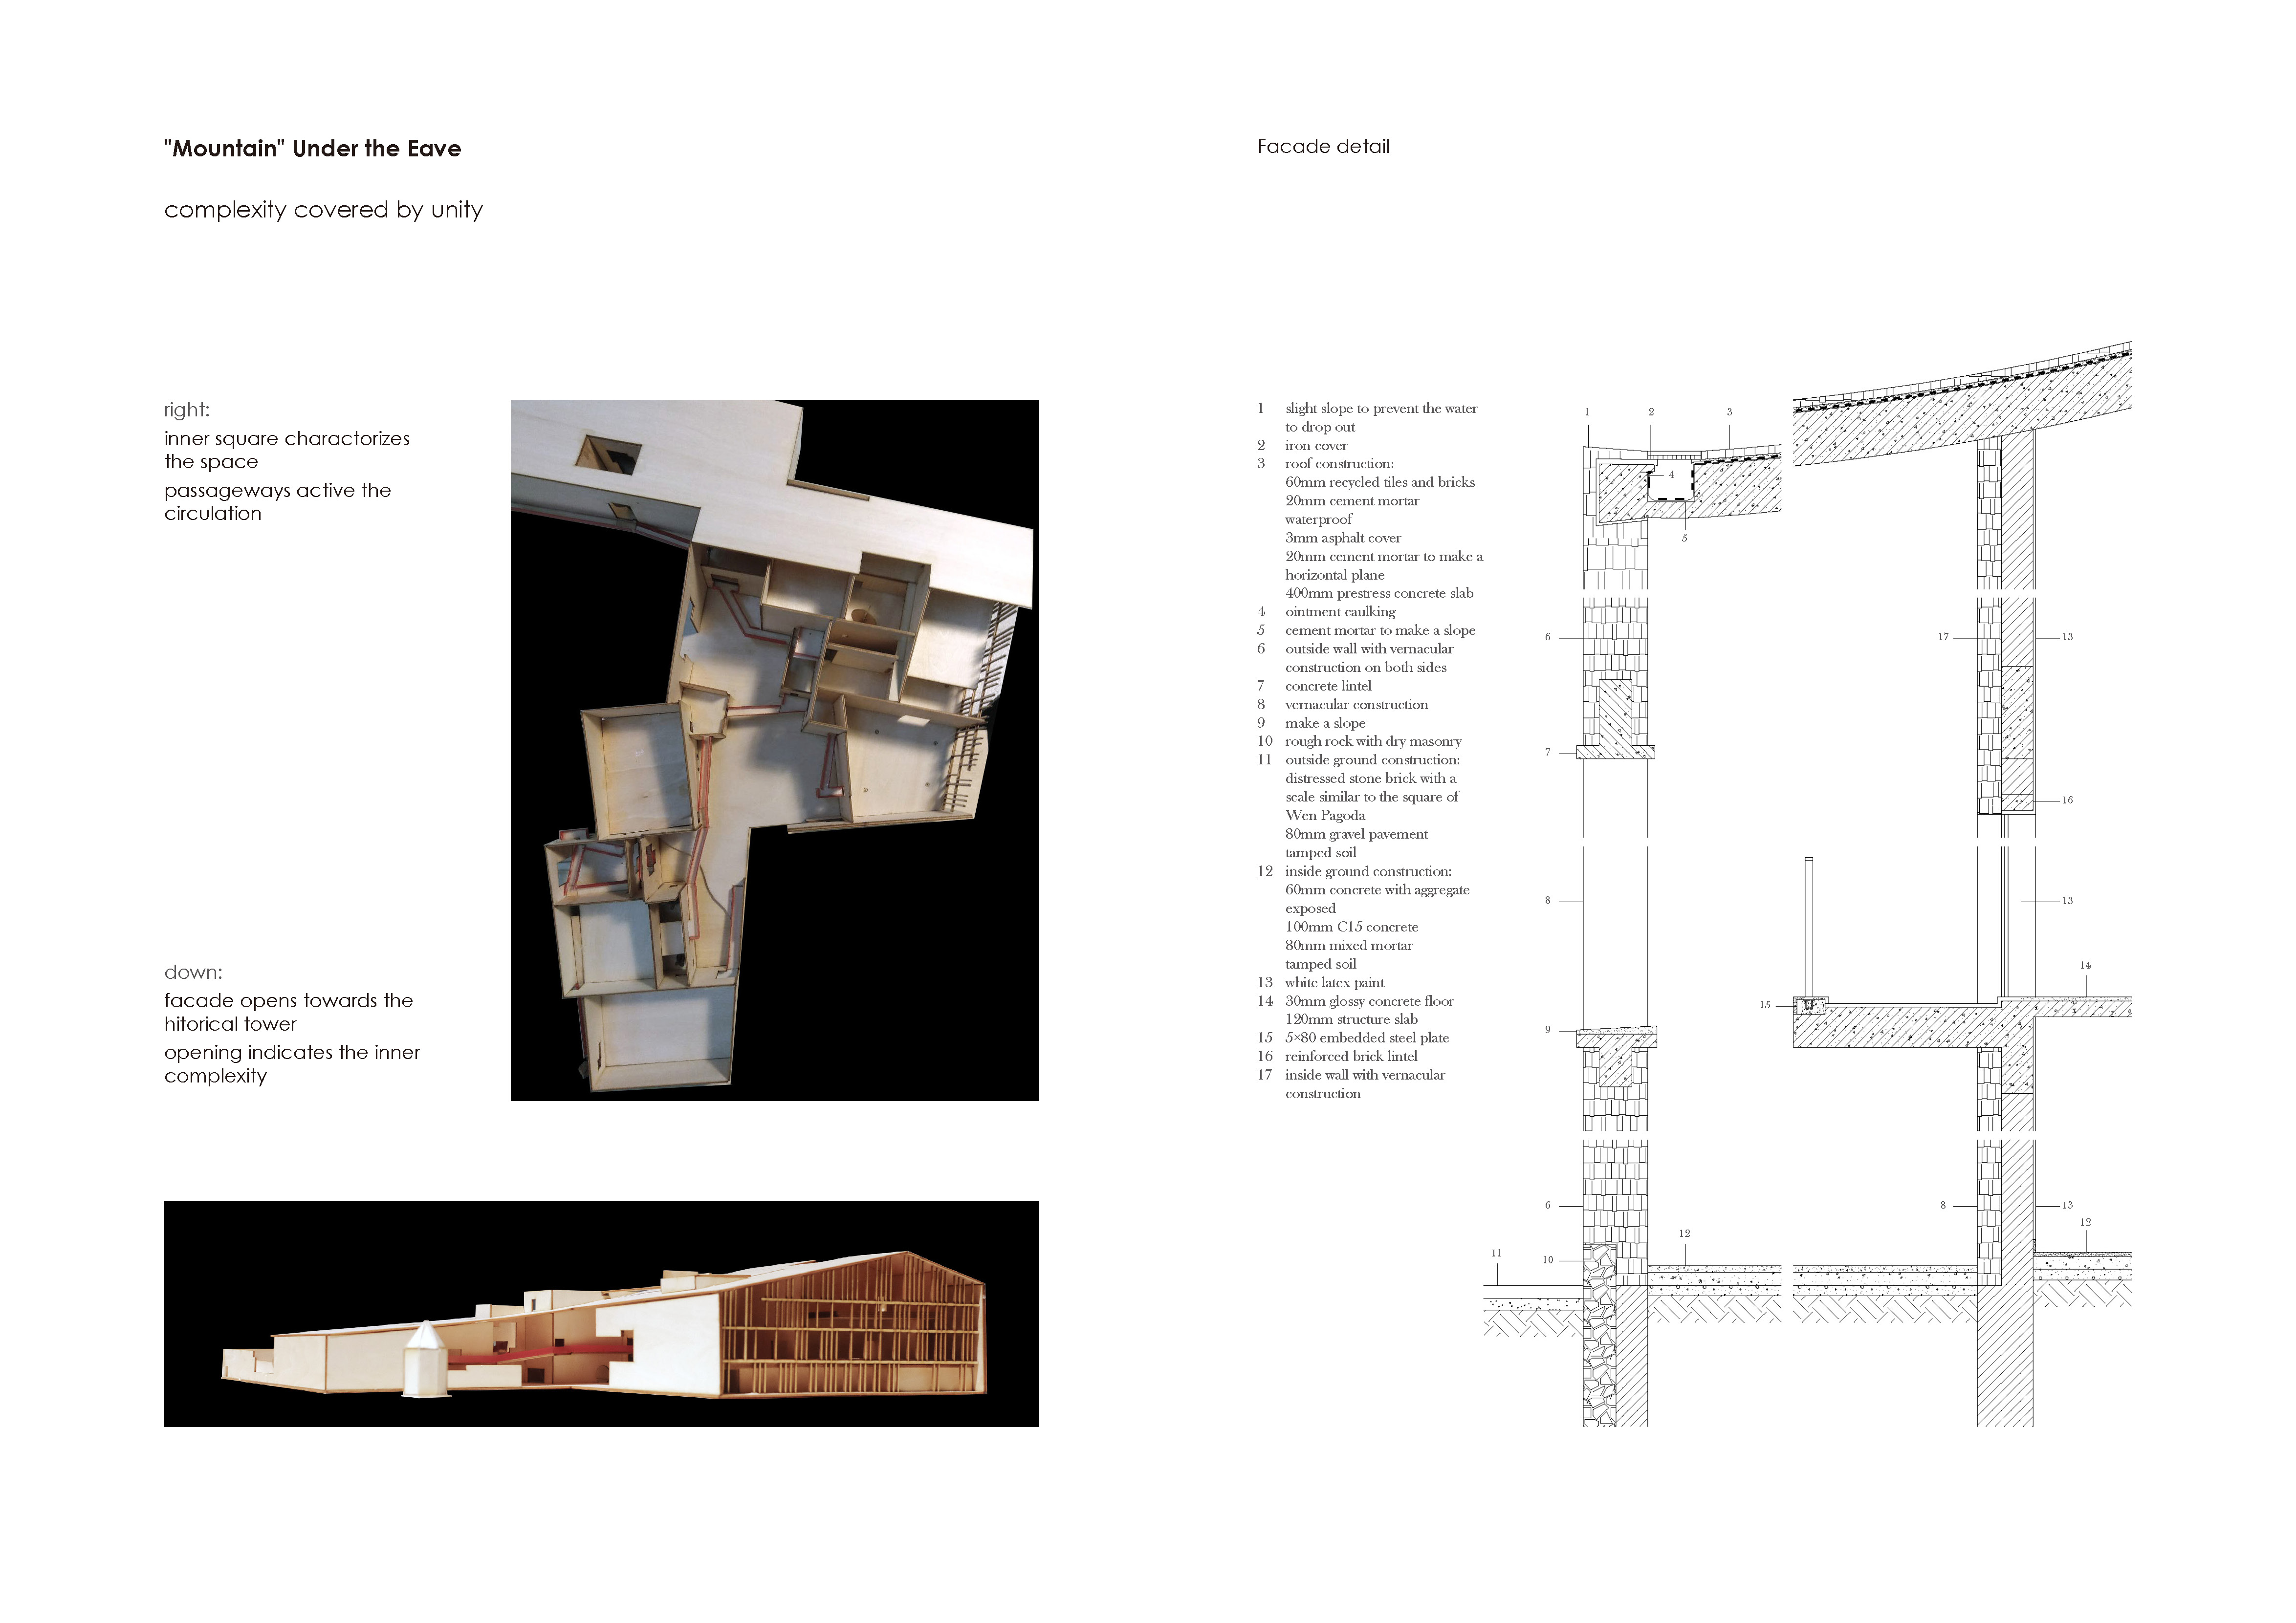 "Mountain" Under the Eave
complexity covered by unity
right:
inner square charactorizes
the space
passageways active the
circulation
down:
facade opens towards the
hitorical tower
opening indicates the inner
complexity
Facade detail
1 slight slope to prevent the water
to drop out
2 iron cover
3 roof construction:
60mm recycled tiles and bricks
20mm cement mortar
waterproof
3mm asphalt cover
20mm cement mortar to make a
horizontal plane
400mm prestress concrete slab
4 ointment caulking
5 cement mortar to make a slope
6 outside wall with vernacular
construction on both sides
7 concrete lintel
8 vernacular construction
9 make a slope
10 rough rock with dry masonry
11 outside ground construction:
distressed stone brick with a
scale similar to the square of
Wen Pagoda
80mm gravel pavement
tamped soil
12 inside ground construction:
60mm concrete with aggregate
exposed
100mm C15 concrete
80mm mixed mortar
tamped soil
13 white latex paint
14 30mm glossy concrete floor
120mm structure slab
15 5×80 embedded steel plate
16 reinforced brick lintel
17 inside wall with vernacular
construction
1 2 3
4
5
6 17 13
7
16
8 13
14
15
9
6 8 13
12
12
11
10